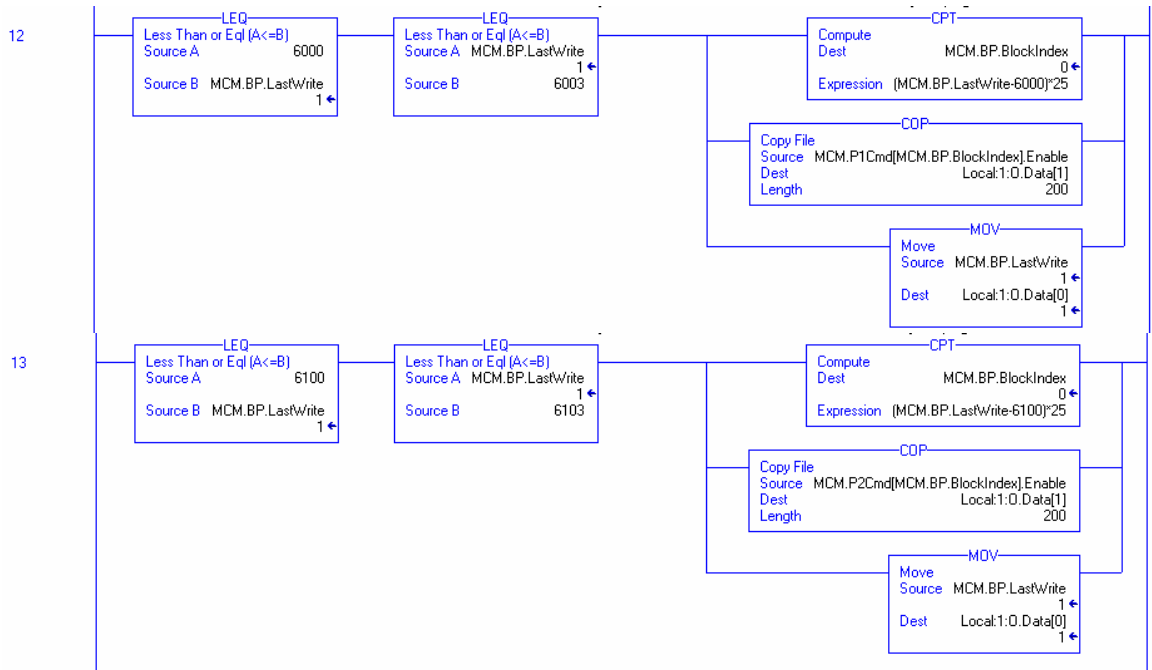 12
LEQ
Less Than or Eql (A<=B)
Source A 6000
Source B MCM.BP.LastWrite
1
LEQ
Less Than or Eql (A<=B)
Source A MCM.BP.LastWrite
1
Source B 6003
CPT
Compute
Dest MCM.BP.BlockIndex
0
Expression (MCM.BP.LastWrite-6000)*25
COP
Copy File
Source MCM.P1Cmd[MCM.BP.BlockIndex].Enable
Dest Local:1:O.Data[1]
Length 200
MOV
Move
Source MCM.BP.LastWrite
1
Dest Local:1:O.Data[0]
1
13
LEQ
Less Than or Eql (A<=B)
Source A 6100
Source B MCM.BP.LastWrite
1
LEQ
Less Than or Eql (A<=B)
Source A MCM.BP.LastWrite
1
Source B 6103
CPT
Compute
Dest MCM.BP.BlockIndex
0
Expression (MCM.BP.LastWrite-6100)*25
COP
Copy File
Source MCM.P2Cmd[MCM.BP.BlockIndex].Enable
Dest Local:1:O.Data[1]
Length 200
MOV
Move
Source MCM.BP.LastWrite
1
Dest Local:1:O.Data[0]
1